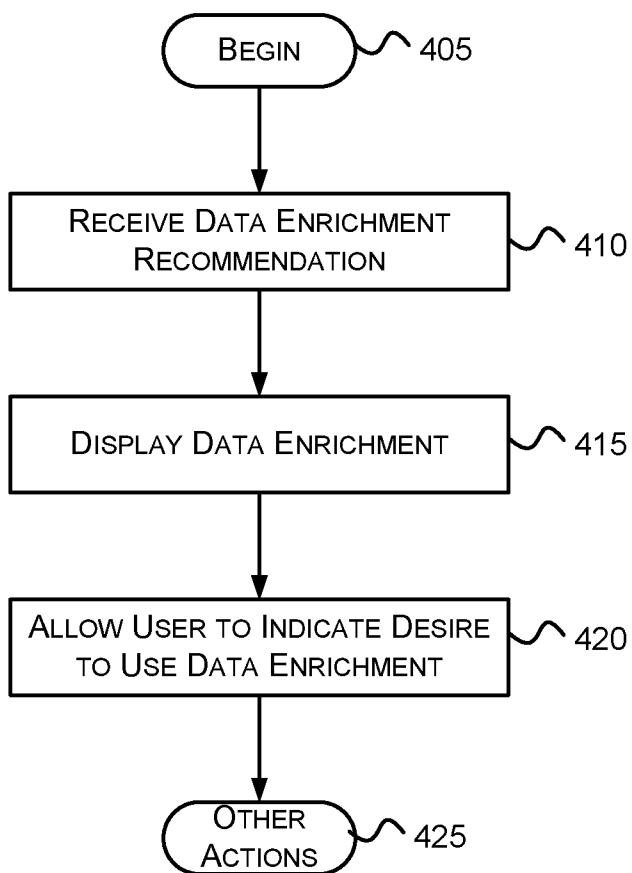 BEGIN
405
RECEIVE DATA ENRICHMENT
RECOMMENDATION
410
DISPLAY DATA ENRICHMENT
415
ALLOW USER TO INDICATE DESIRE
TO USE DATA ENRICHMENT
420
OTHER
ACTIONS
425